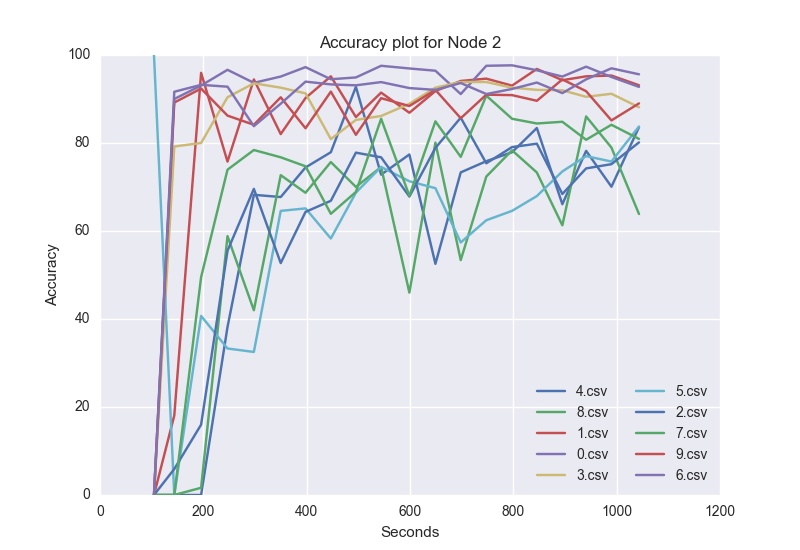 Accuracy plot for Node 2
100
80
60
40
20
0
Accuracy
0 200 400 600 800 1000 1200
Seconds
4.csv 5.csv
8.csv 2.csv
1.csv 7.csv
0.csv 9.csv
3.csv 6.csv